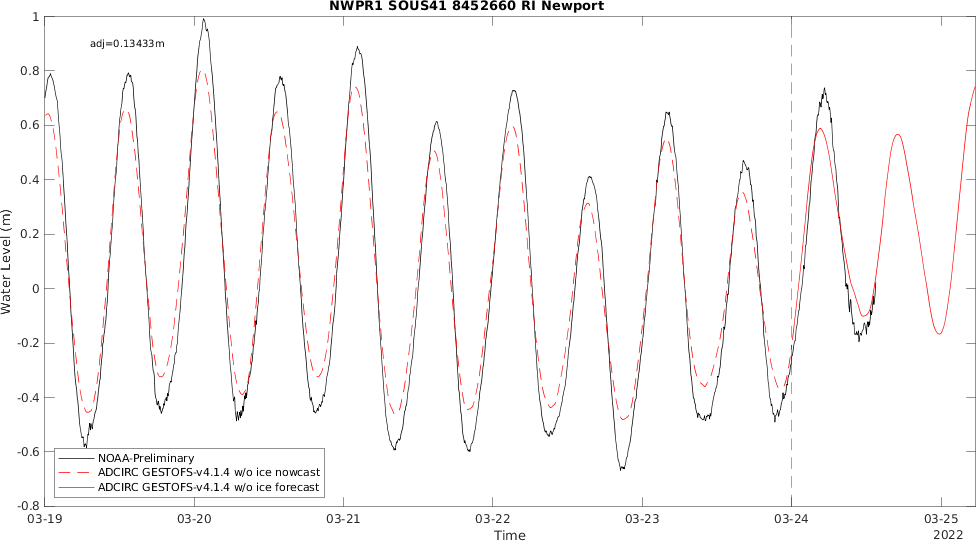 NWPR1 SOUS41 8452660 RI Newport
adj=0.13433m
1
0.8
0.6
0.4
0.2
0
-0.2
-0.4
-0.6
-0.8
Water Level (m)
NOAA-Preliminary
ADCIRC GESTOFS-v4.1.4 w/o ice nowcast
ADCIRC GESTOFS-v4.1.4 w/o ice forecast
03-19 03-20 03-21 03-22 03-23 03-24 03-25
Time
2022